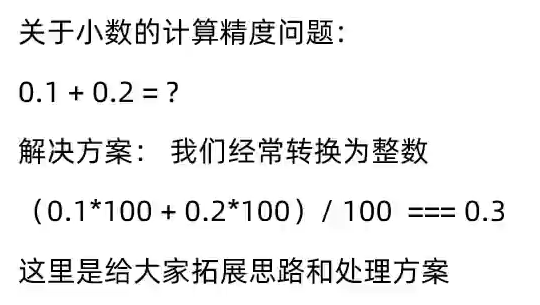 关于小数的计算精度问题：
0.1 + 0.2 = ?
解决方案： 我们经常转换为整数
（0.1*100 + 0.2*100）/ 100 === 0.3
这里是给大家拓展思路和处理方案